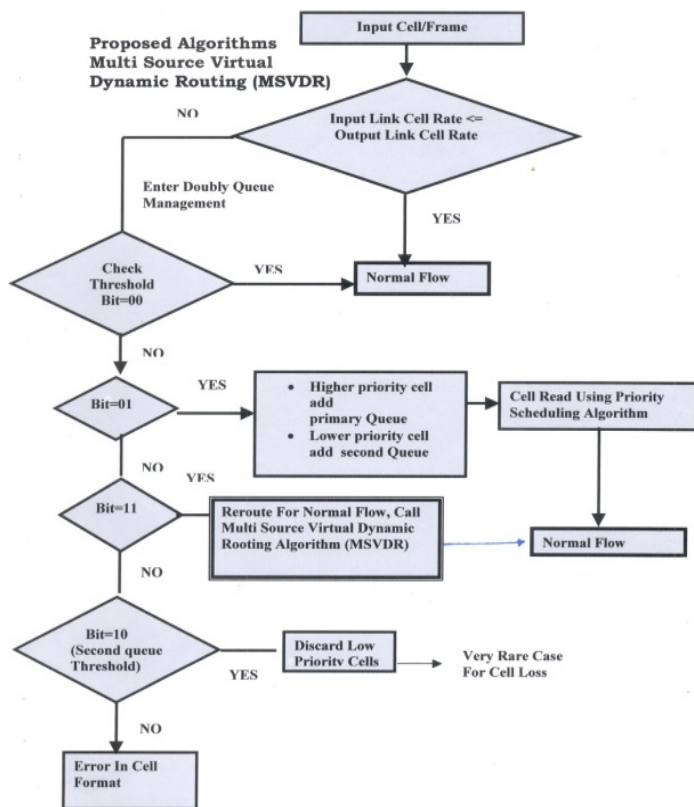 Proposed Algorithms
Multi Source Virtual
Dynamic Routing (MSVDR)
Input Cell/Frame
NO
Input Link Cell Rate <=
Output Link Cell Rate
Enter Doubly Queue
Management
YES
Check
Threshold
Bit=00
YES
Normal Flow
NO
Bit=01
YES
• Higher priority cell
add
primary Queue
• Lower priority cell
add second Queue
Cell Read Using Priority
Scheduling Algorithm
NO
YES
Bit=11
Reroute For Normal Flow, Call
Multi Source Virtual Dynamic
Rooting Algorithm (MSVDR)
Normal Flow
NO
Bit=10
(Second queue
Threshold)
YES
Discard Low
Priority Cells
Very Rare Case
For Cell Loss
NO
Error In Cell
Format